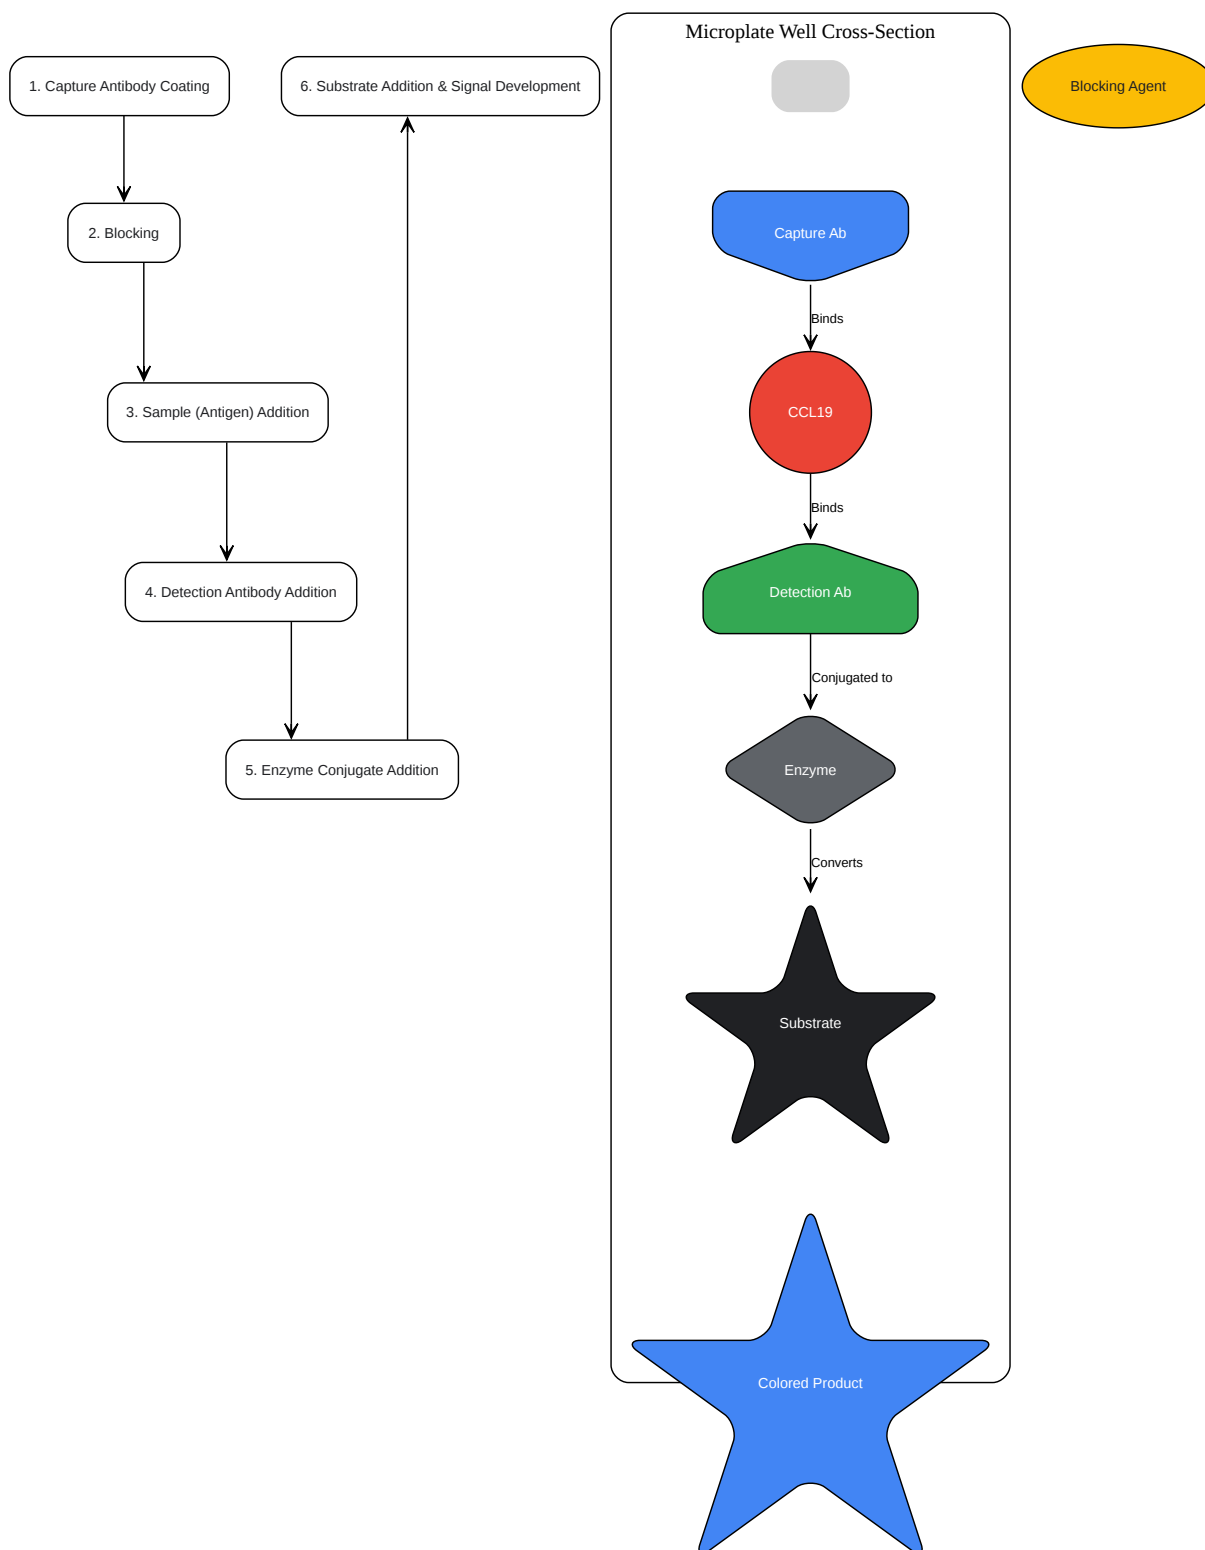 1. Capture Antibody Coating
2. Blocking
3. Sample (Antigen) Addition
4. Detection Antibody Addition
5. Enzyme Conjugate Addition
6. Substrate Addition & Signal Development
Microplate Well Cross-Section
Capture Ab
Binds
CCL19
Binds
Detection Ab
Conjugated to
Enzyme
Converts
Substrate
Colored Product
Blocking Agent